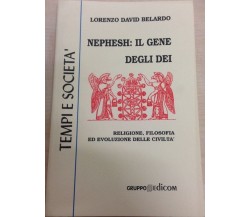 LORENZO DAVID BELARDO
NEPHESH: IL GENE
DEGLI DEI
TEMPI E SOCIETA'
RELIGIONE, FILOSOFIA
ED EVOLUZIONE DELLE CIVILTA'
GRUPPO EDICOM